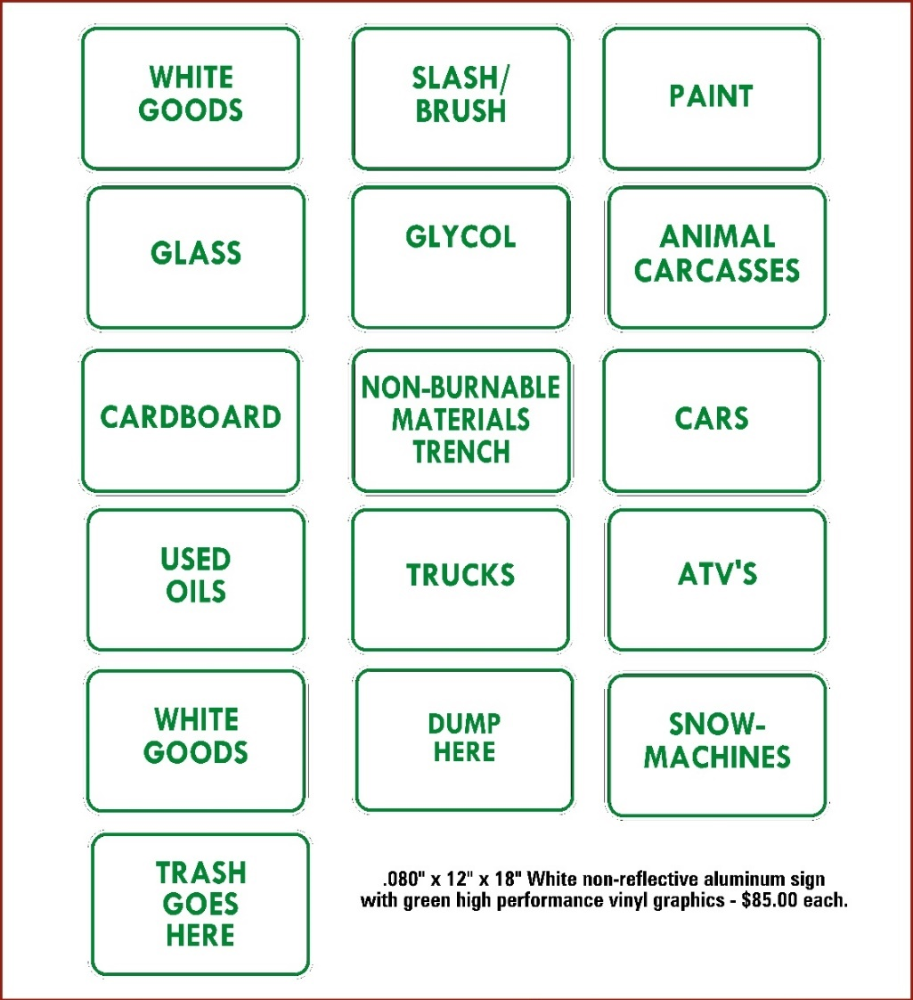 WHITE
GOODS
SLASH/
BRUSH
PAINT
GLASS
GLYCOL
ANIMAL
CARCASSES
CARDBOARD
NON-BURNABLE
MATERIALS
TRENCH
CARS
USED
OILS
TRUCKS
ATV'S
WHITE
GOODS
DUMP
HERE
SNOW-
MACHINES
TRASH
GOES
HERE
.080" x 12" x 18" White non-reflective aluminum sign
with green high performance vinyl graphics - $85.00 each.